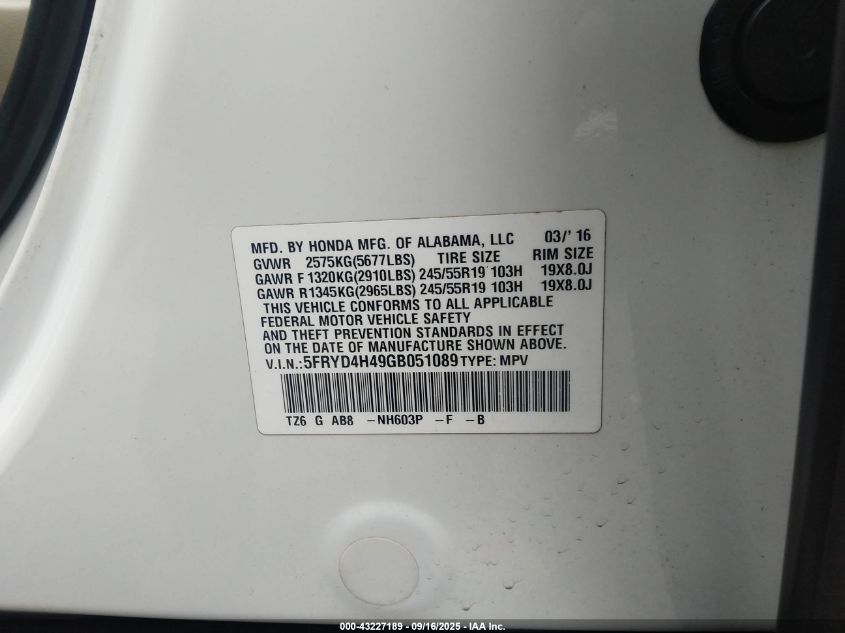 MFD. BY HONDA MFG. OF ALABAMA, LLC 03/'16
GVWR 2575KG(5677LBS) TIRE SIZE RIM SIZE
GAWR F 1320KG(2910LBS) 245/55R19 103H 19X8.0J
GAWR R1345KG(2965LBS) 245/55R19 103H 19X8.0J
THIS VEHICLE CONFORMS TO ALL APPLICABLE
FEDERAL MOTOR VEHICLE SAFETY
AND THEFT PREVENTION STANDARDS IN EFFECT
ON THE DATE OF MANUFACTURE SHOWN ABOVE.
V.I.N.:5FRYD4H49GB051089 TYPE: MPV
TZ6 G AB8 -NH603P -F -B
000-43227189 - 09/16/2025 - IAA Inc.